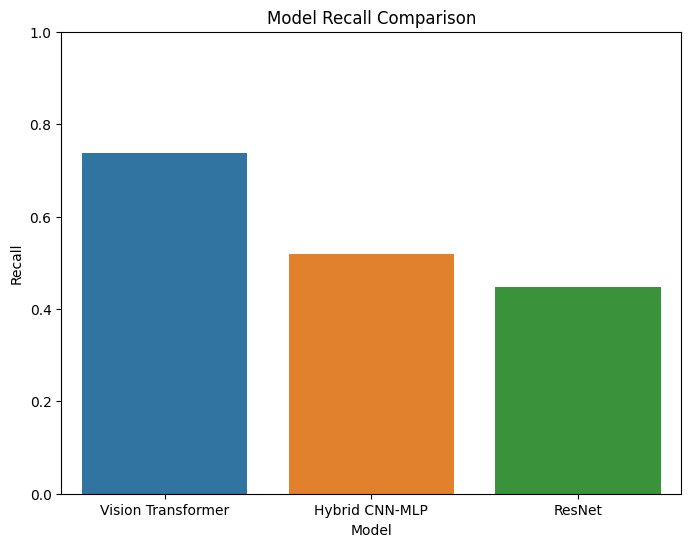 Model Recall Comparison
1.0
0.8
0.6
0.4
0.2
0.0
Recall
Vision Transformer
Hybrid CNN-MLP
ResNet
Model